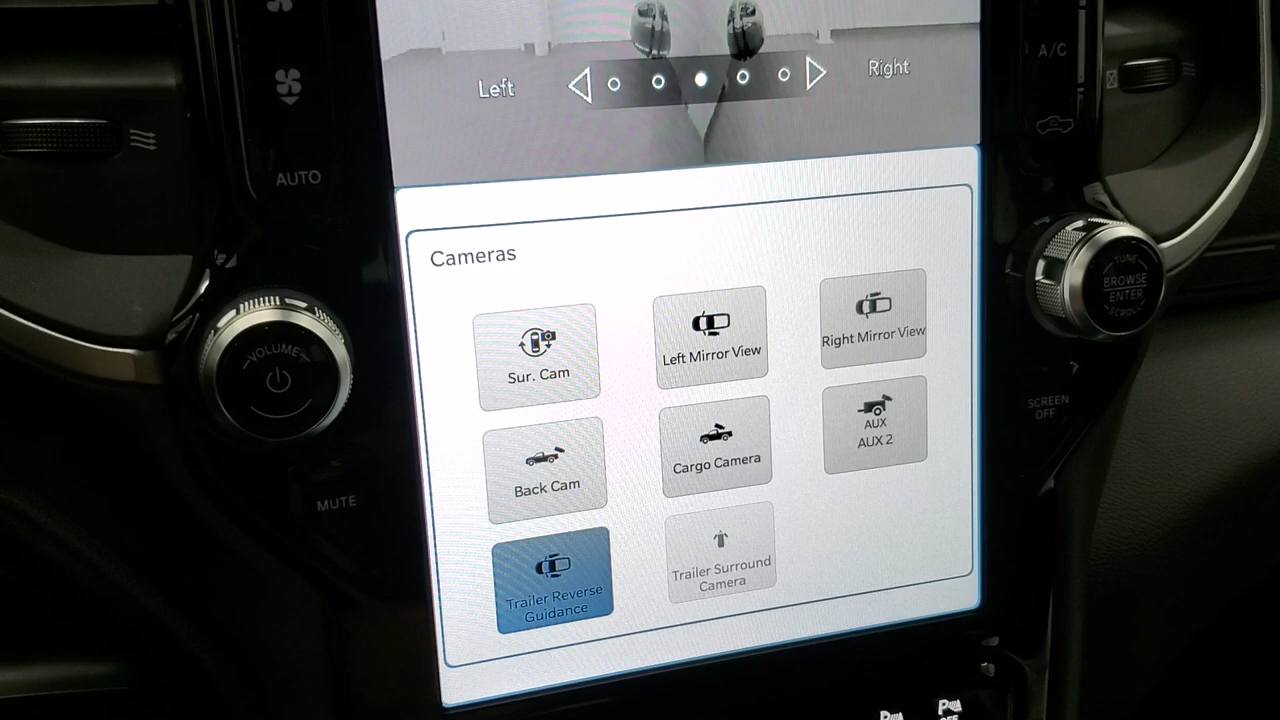 Left
Right
A/C
AUTO
Cameras
Sur. Cam
Left Mirror View
Right Mirror View
Back Cam
Cargo Camera
AUX
AUX 2
Trailer Reverse
Guidance
Trailer Surround
Camera
VOLUME
MUTE
TUNE
BROWSE
ENTER
SCROLL
SCREEN
OFF
OFF